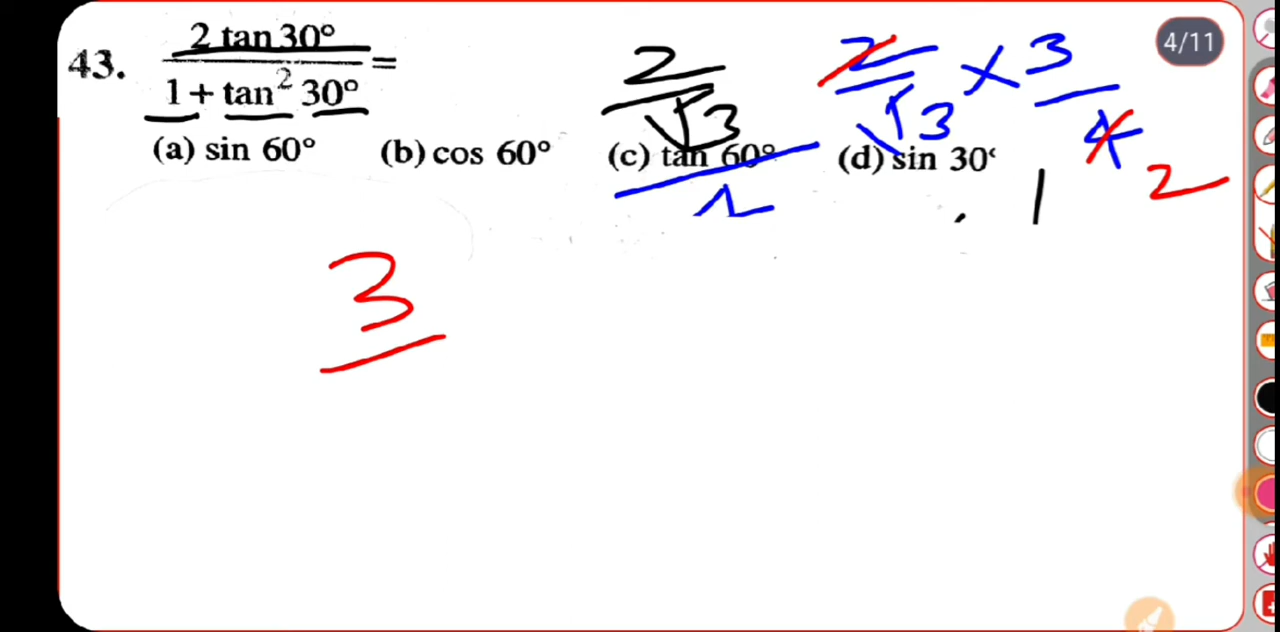 43. 2 tan 30° / 1 + tan² 30° =
(a) sin 60° (b) cos 60° (c) tan 60° (d) sin 30°
2 / √3
2 / √3 × 3 / 4
2
1
3
4/11